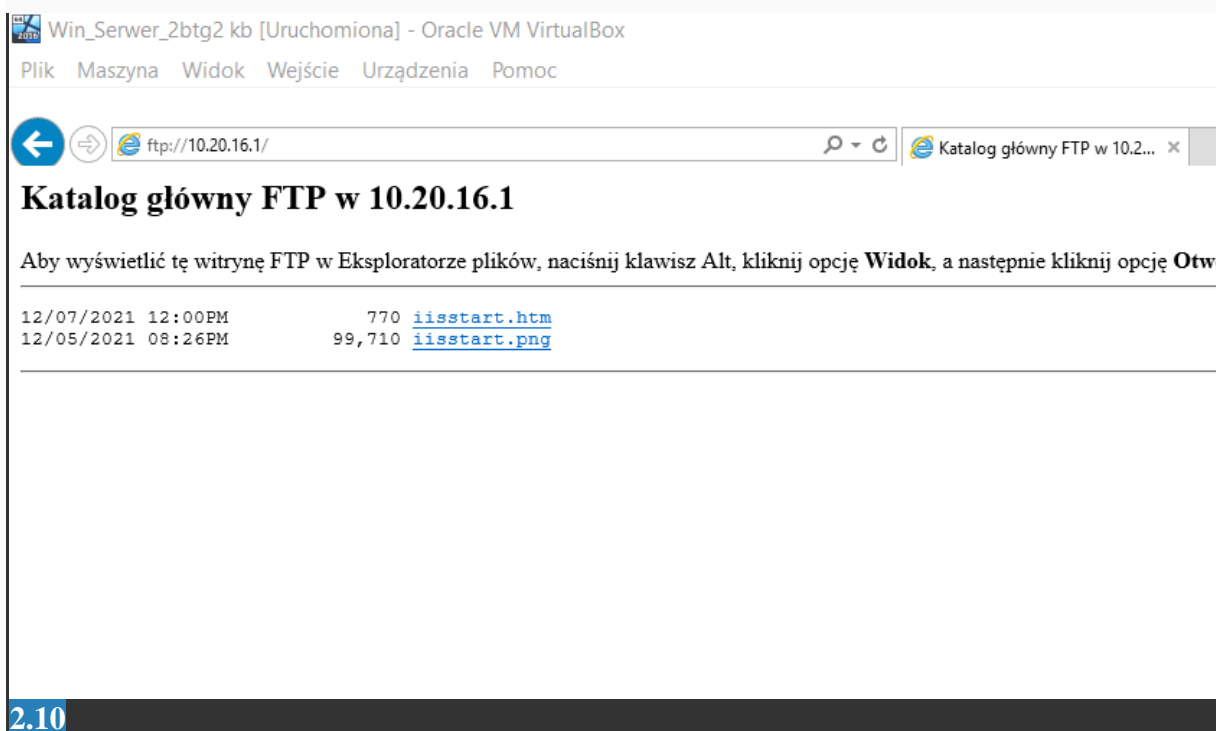 Win_Serwer_2btg2 kb [Uruchomiona] - Oracle VM VirtualBox
Plik Maszyna Widok Wejście Urządzenia Pomoc
ftp://10.20.16.1/
Katalog główny FTP w 10.2...
Katalog główny FTP w 10.20.16.1
Aby wyświetlić tę witrynę FTP w Eksploratorze plików, naciśnij klawisz Alt, kliknij opcję Widok, a następnie kliknij opcję Otw
12/07/2021 12:00PM 770 iisstart.htm
12/05/2021 08:26PM 99,710 iisstart.png
2.10